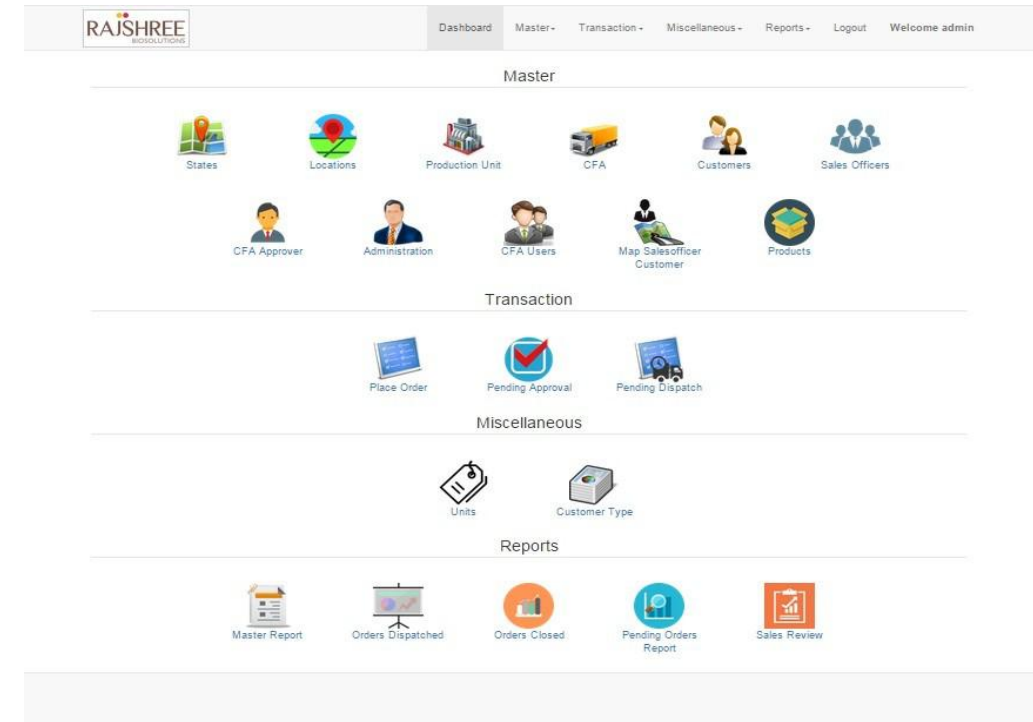 RAJSHREE
BIOSOLUTIONS
Dashboard Master Transaction Miscellaneous Reports Logout Welcome admin
Master
States Locations Production Unit CFA Customers Sales Officers
CFA Approver Administration CFA Users Map Salesofficer Products
Customer
Transaction
Place Order Pending Approval Pending Dispatch
Miscellaneous
Units Customer Type
Reports
Master Report Orders Dispatched Orders Closed Pending Orders Sales Review
Report